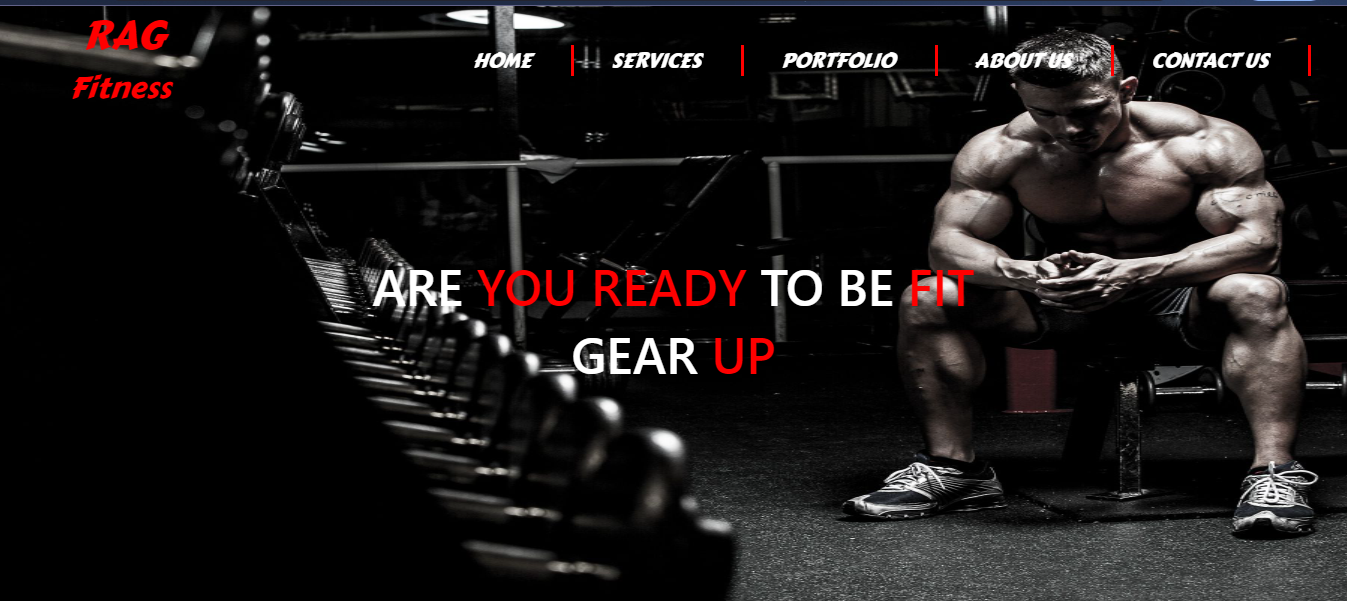 RAG
Fitness
HOME
SERVICES
PORTFOLIO
ABOUT US
CONTACT US
ARE YOU READY TO BE FIT
GEAR UP